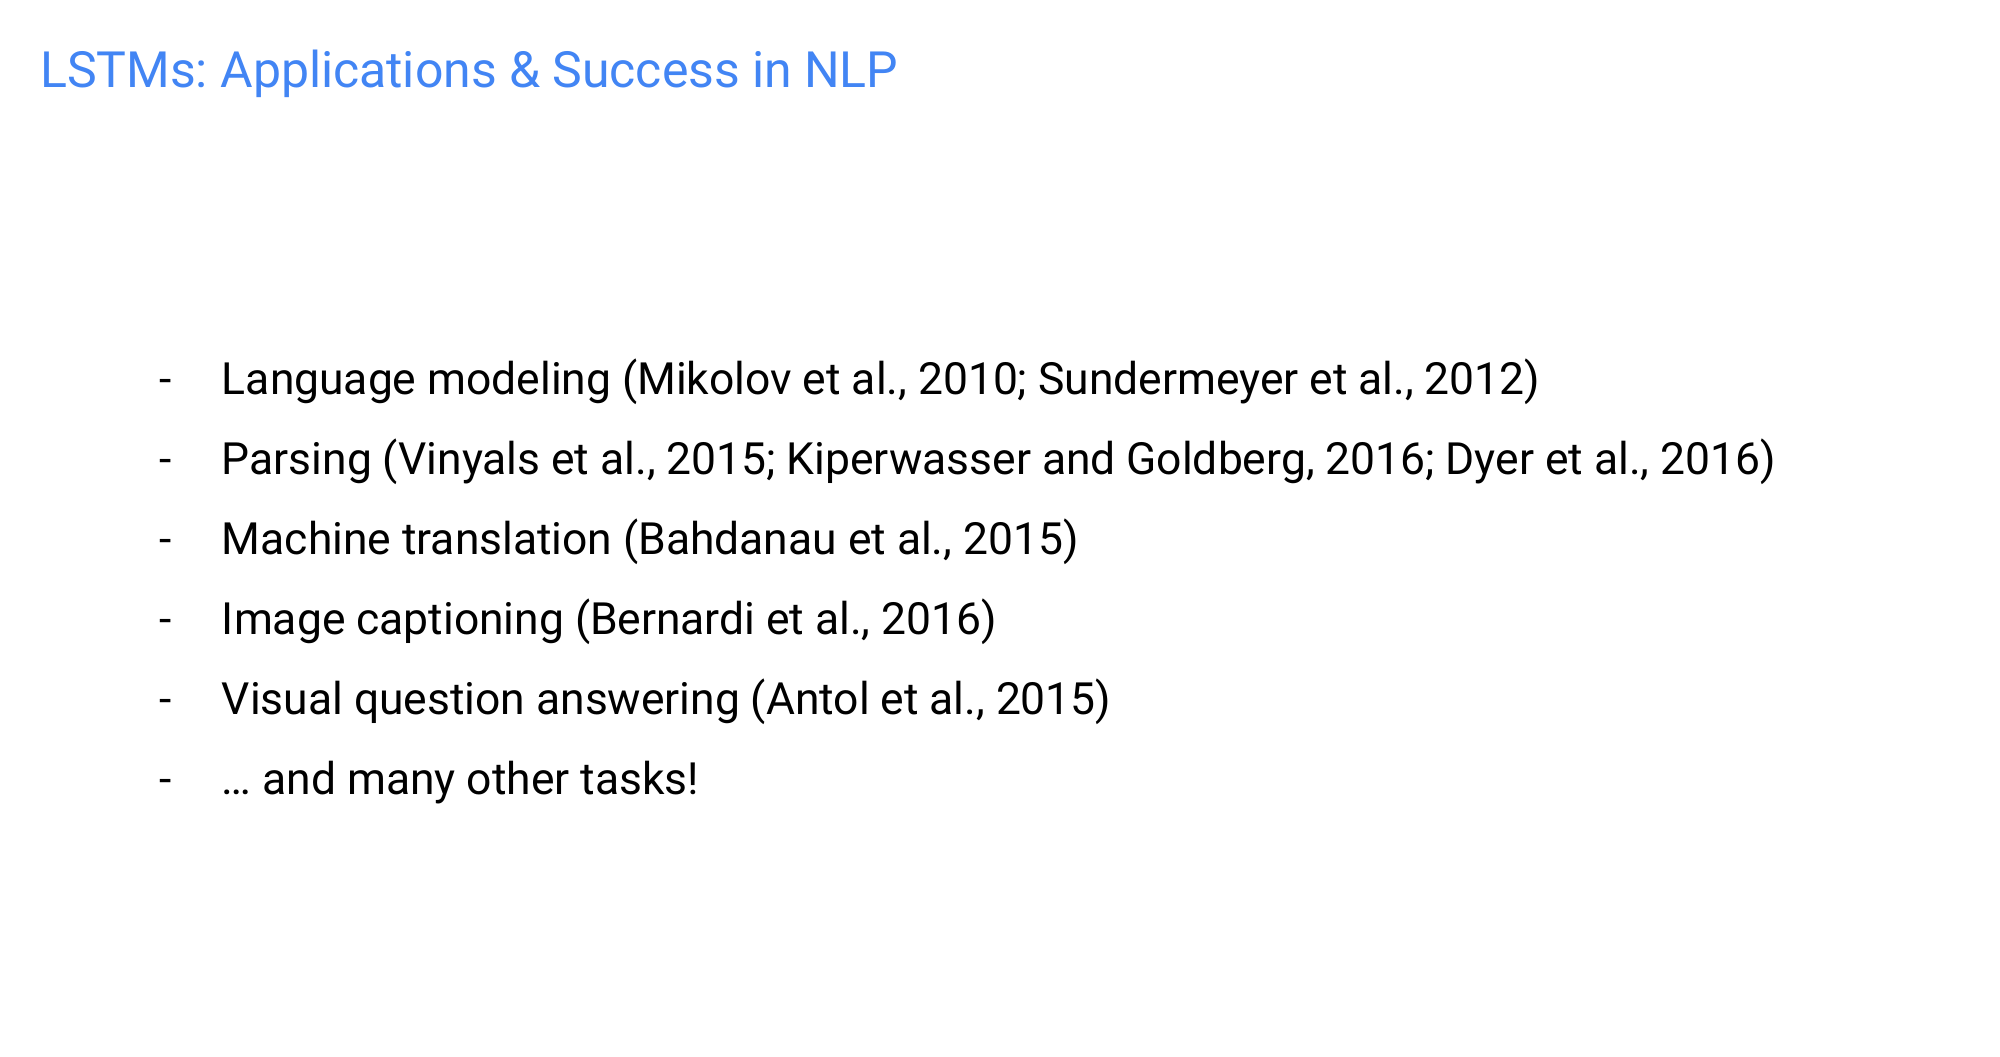 LSTMs: Applications & Success in NLP
- Language modeling (Mikolov et al., 2010; Sundermeyer et al., 2012)
- Parsing (Vinyals et al., 2015; Kiperwasser and Goldberg, 2016; Dyer et al., 2016)
- Machine translation (Bahdanau et al., 2015)
- Image captioning (Bernardi et al., 2016)
- Visual question answering (Antol et al., 2015)
- … and many other tasks!